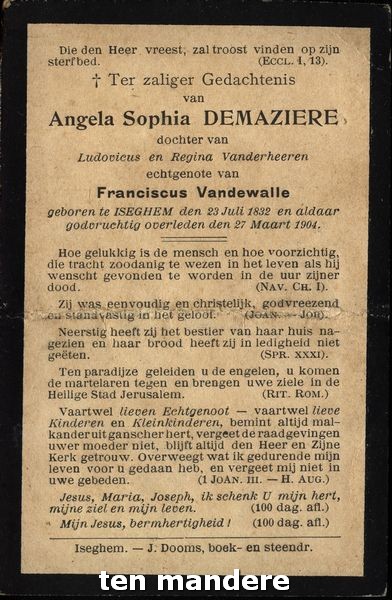 Die den Heer vreest, zal troost vinden op zijn
sterfbed. (ECCL. 1, 13).
† Ter zaliger Gedachtenis
van
Angela Sophia DEMAZIERE
dochter van
Ludovicus en Regina Vanderheeren
echtgenote van
Franciscus Vandewalle
geboren te ISEGHEM den 23 Juli 1832 en aldaar
godvruchtig overleden den 27 Maart 1904.
Hoe gelukkig is de mensch en hoe voorzichtig,
die tracht zoodanig te wezen in het leven als hij
wenscht gevonden te worden in de uur zijner
dood. (NAV. CH. I).
Zij was eenvoudig en christelijk, godvreezend
en standvastig in het geloof. (JOAN. — JOB).
Neerstig heeft zij het bestier van haar huis na-
gezien en haar brood heeft zij in ledigheid niet
geëten. (SPR. XXXI).
Ten paradijze geleiden u de engelen, u komen
de martelaren tegen en brengen uwe ziele in de
Heilige Stad Jerusalem. (RIT. ROM.)
Vaartwel lieven Echtgenoot — vaartwel lieve
Kinderen en Kleinkinderen, bemint altijd mal-
kander uit ganscher hert, vergeet de raadgevingen
uwer moeder niet, blijft altijd den Heer en Zijne
Kerk getrouw. Overweegt wat ik gedurende mijn
leven voor u gedaan heb, en vergeet mij niet in
uwe gebeden. (1 JOAN. III. — H. AUG.)
Jesus, Maria, Joseph, ik schenk U mijn hert,
mijne ziel en mijn leven. (100 dag. afl.)
Mijn Jesus, bermhertigheid ! (100 dag. afl.)
Iseghem. — J. Dooms, boek- en steendr.
ten mandere